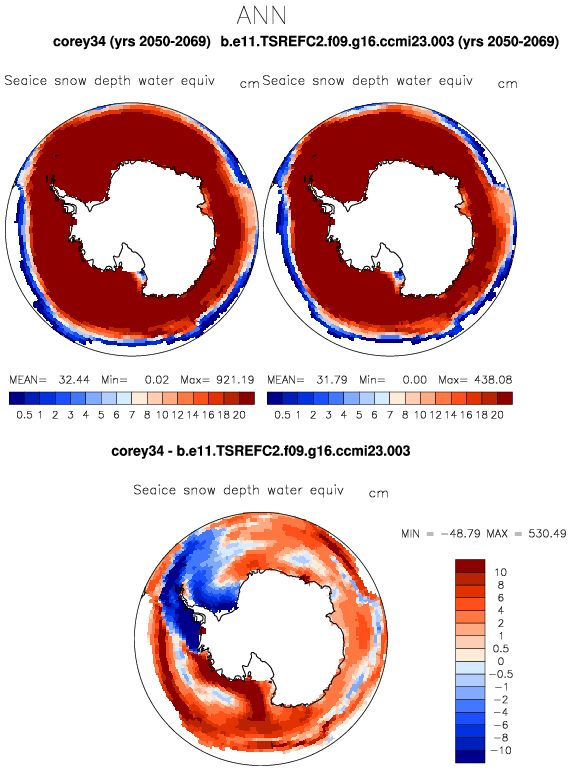 ANN
corey34 (yrs 2050-2069) b.e11.TSREFC2.f09.g16.ccmi23.003 (yrs 2050-2069)
Seaice snow depth water equiv cm Seaice snow depth water equiv cm
MEAN= 32.44 Min= 0.02 Max= 921.19 MEAN= 31.79 Min= 0.00 Max= 438.08
0.5 1 2 3 4 5 6 7 8 10 12 14 16 18 20 0.5 1 2 3 4 5 6 7 8 10 12 14 16 18 20
corey34 - b.e11.TSREFC2.f09.g16.ccmi23.003
Seaice snow depth water equiv cm
MIN = -48.79 MAX = 530.49
10
8
6
4
2
1
0.5
0
-0.5
-1
-2
-4
-6
-8
-10